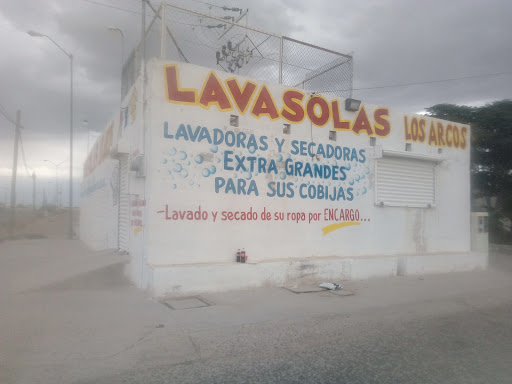 LAVASOLAS LOS ARCOS
LAVADORAS Y SECADORAS
EXTRA GRANDES
PARA SUS COBIJAS
-Lavado y secado de su ropa por ENCARGO...